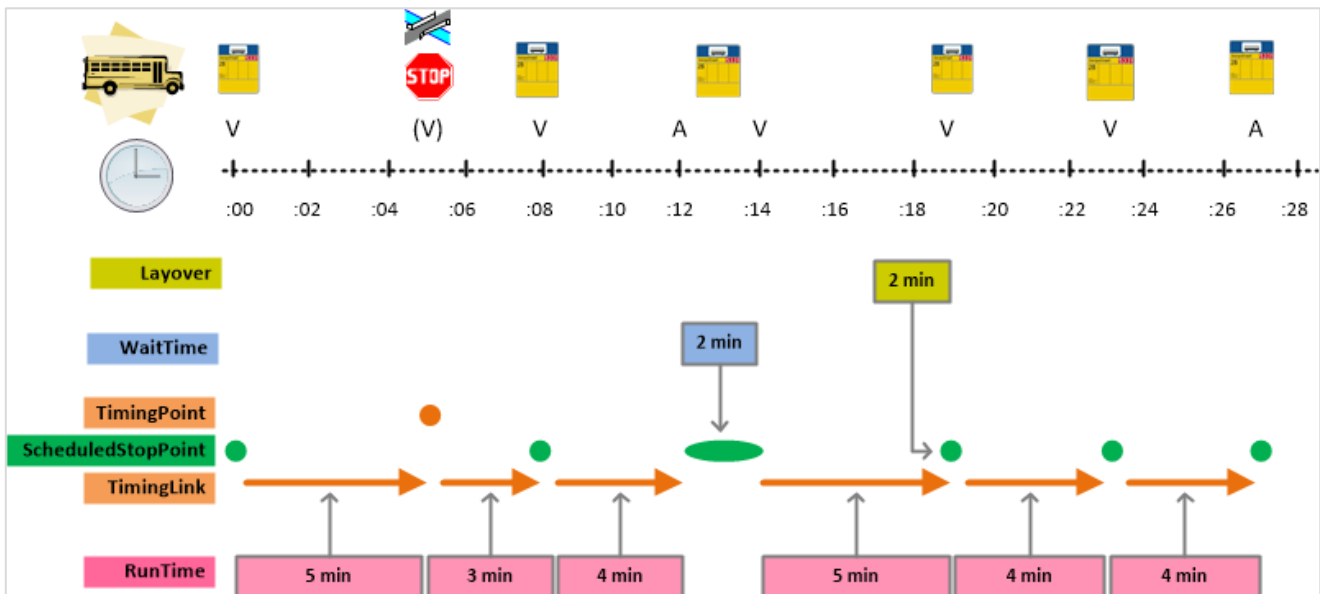 STOP
V (V) V A V V V A
:00 :02 :04 :06 :08 :10 :12 :14 :16 :18 :20 :22 :24 :26 :28
Layover
2 min
WaitTime
2 min
TimingPoint
ScheduledStopPoint
TimingLink
RunTime
5 min 3 min 4 min 5 min 4 min 4 min